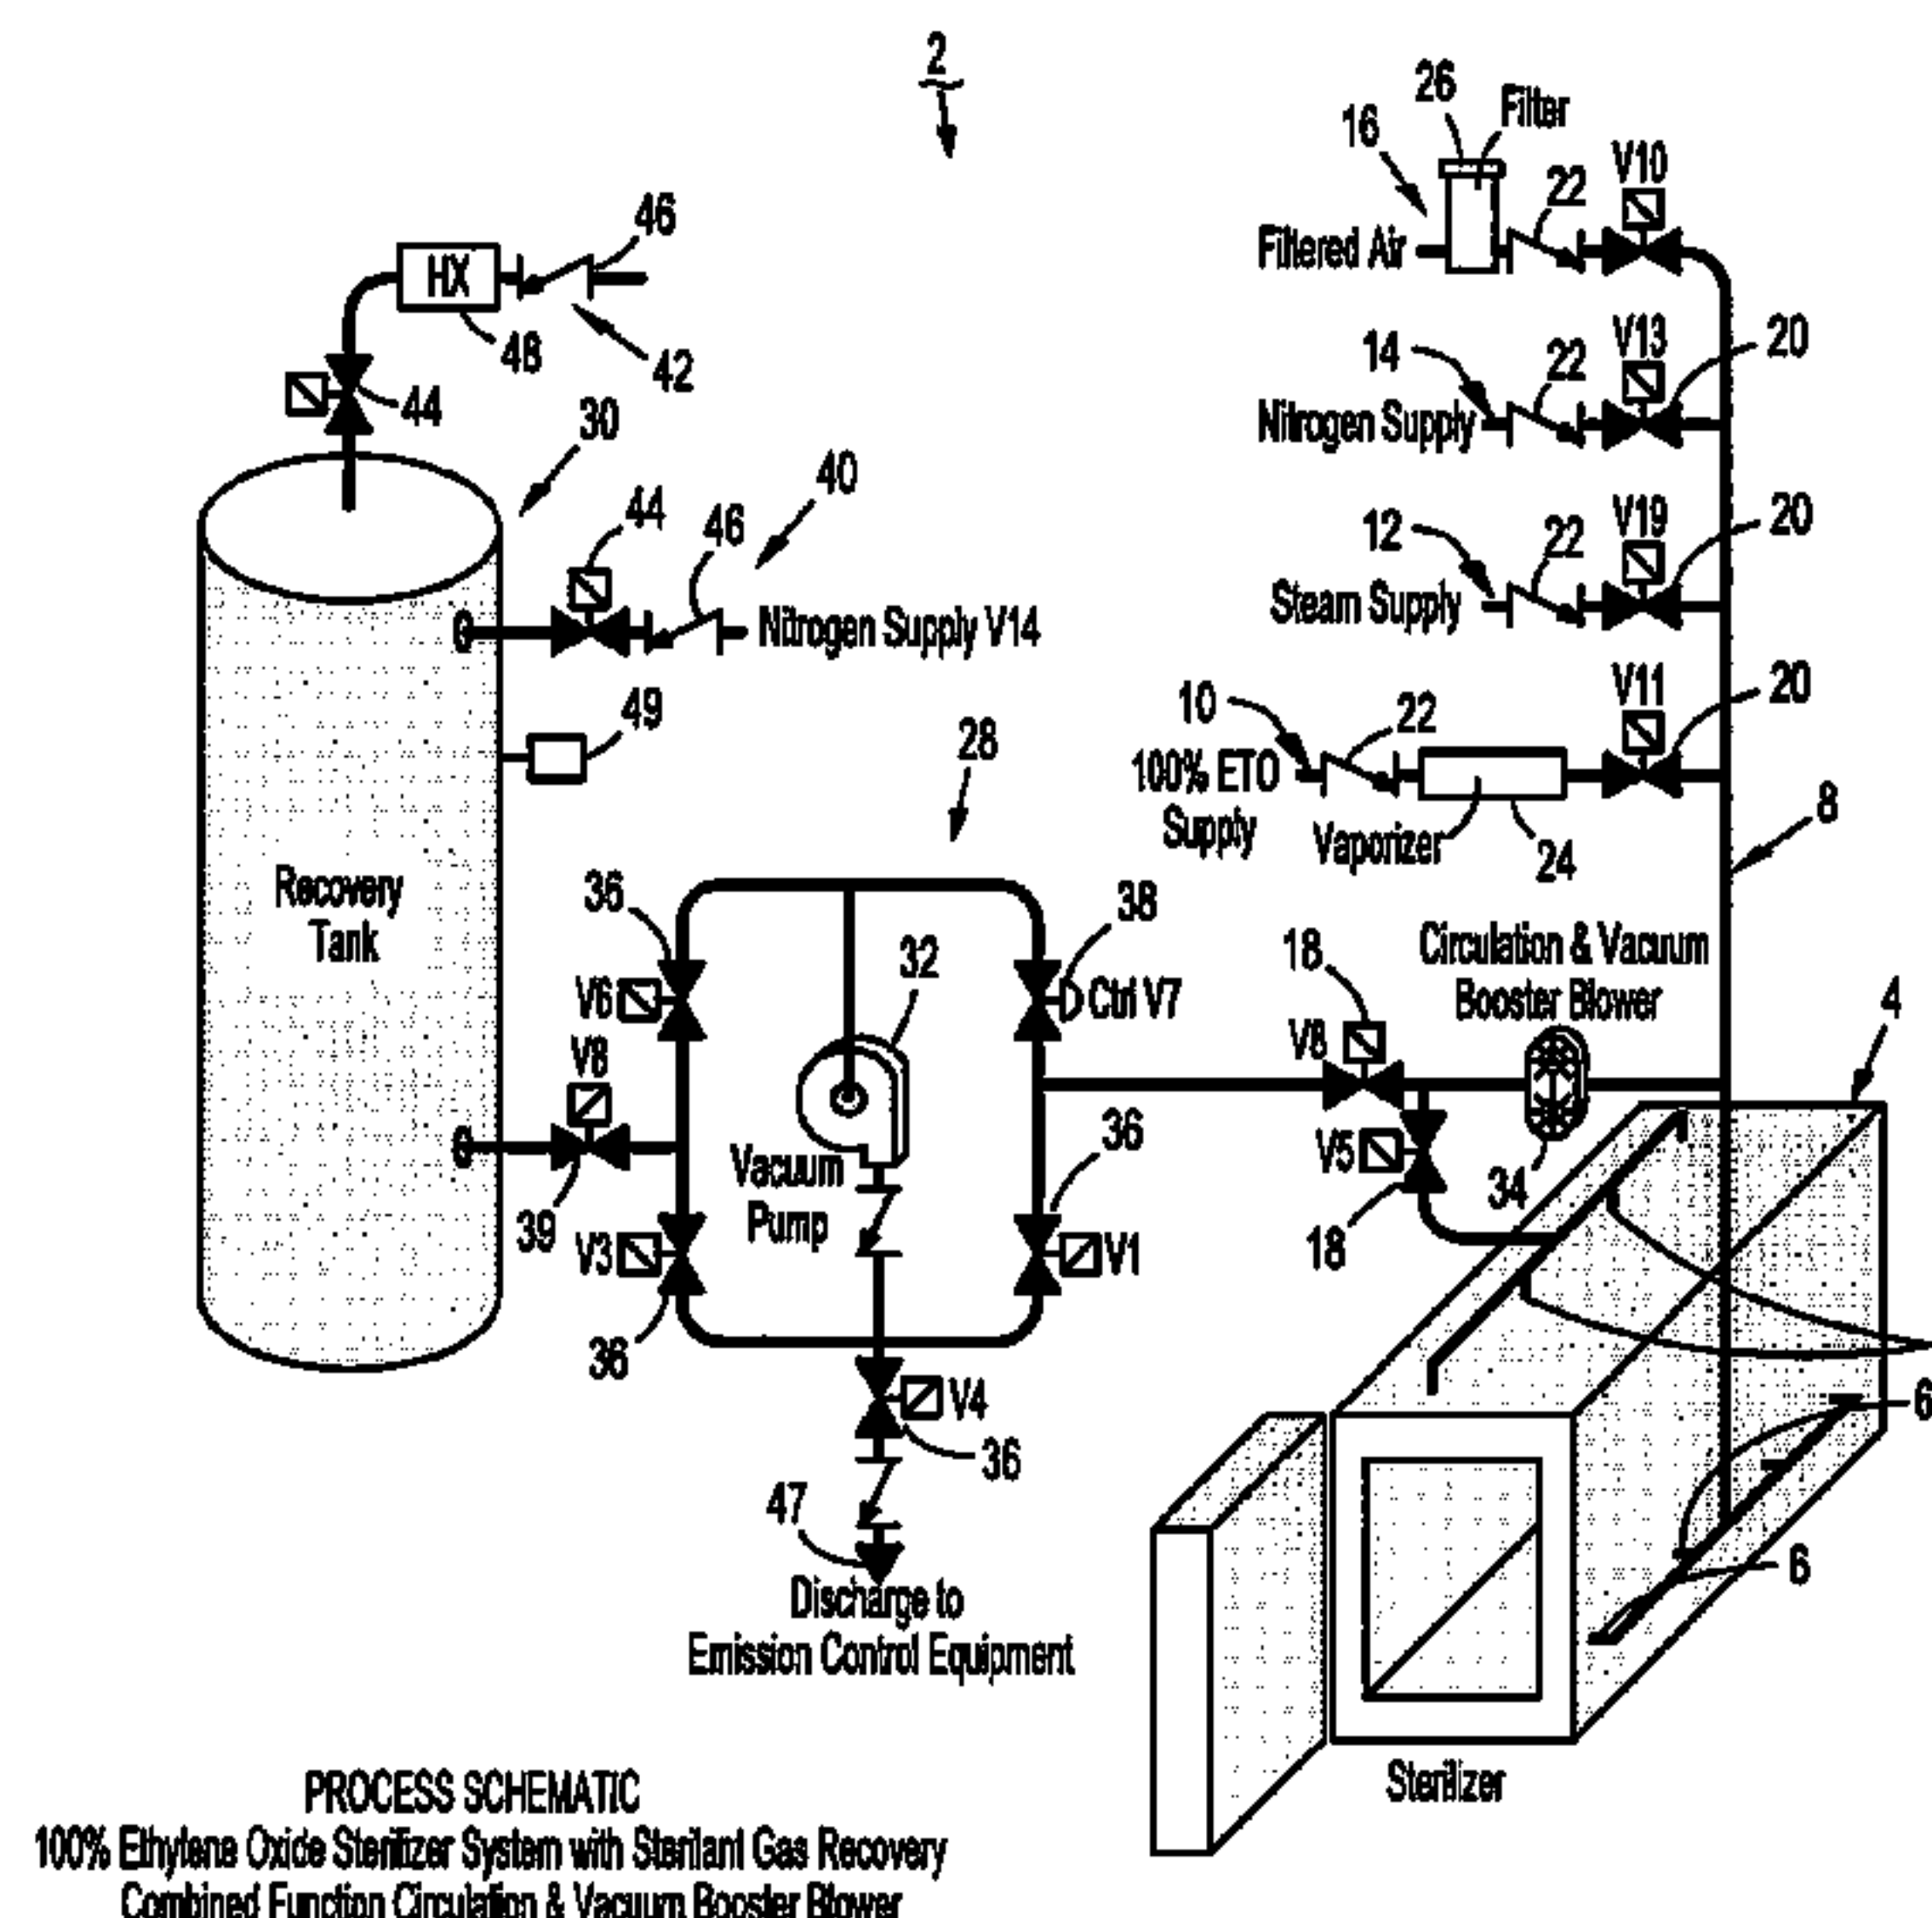 2
26
Filter
16
22
V10
Filtered Air
46
HX
48
42
44
14
22
V13
20
Nitrogen Supply
30
40
44
46
12
22
V19
20
Steam Supply
Nitrogen Supply V14
49
28
10
22
V11
20
100% ETO
Supply
Vaporizer
24
8
Recovery
Tank
36
38
32
V6
Ctrl V7
18
Circulation & Vacuum
Booster Blower
4
V8
V8
39
Vacuum
Pump
36
V5
34
18
V3
V1
36
V4
36
6
47
6
Discharge to
Emission Control Equipment
Sterilizer
PROCESS SCHEMATIC
100% Ethylene Oxide Sterilizer System with Sterilant Gas Recovery
Combined Function Circulation & Vacuum Booster Blower